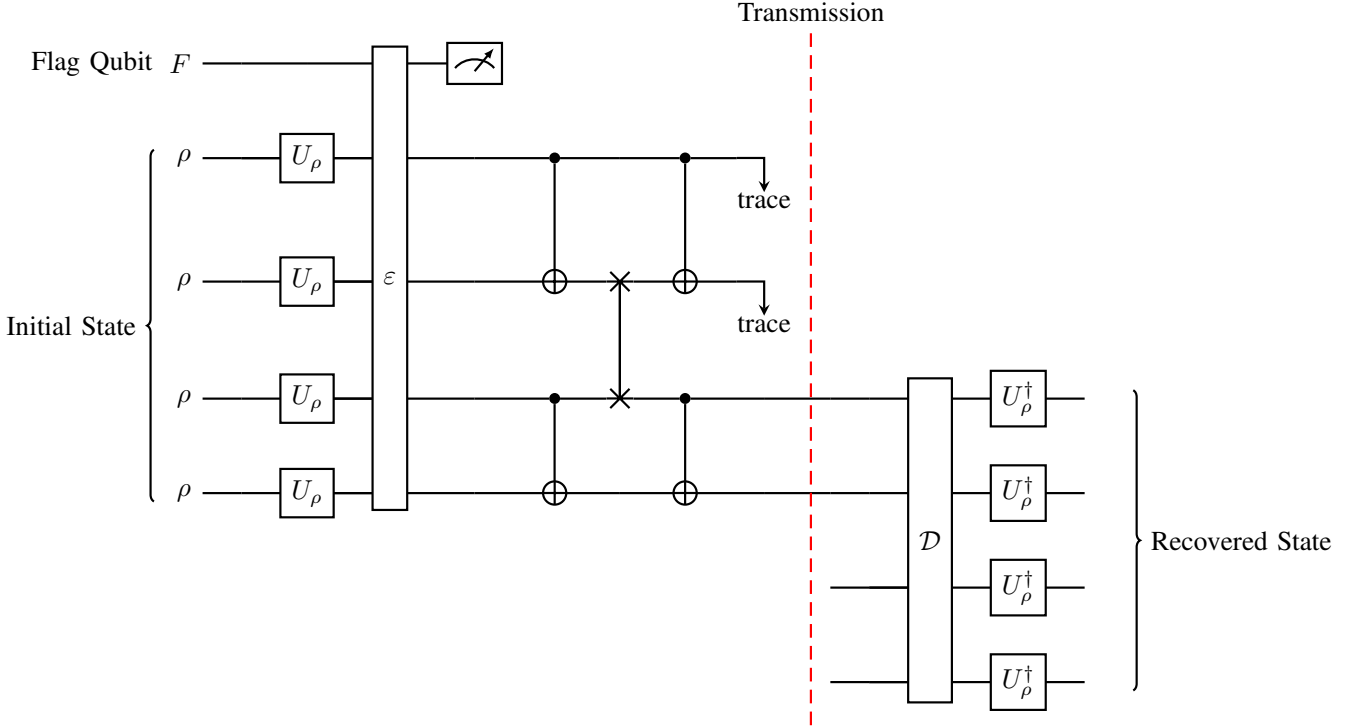 Transmission
Flag Qubit F
ρ U_ρ
trace
ρ U_ρ ε
trace
Initial State
ρ U_ρ U_ρ^†
ρ U_ρ U_ρ^†
𝒟 Recovered State
U_ρ^†
U_ρ^†